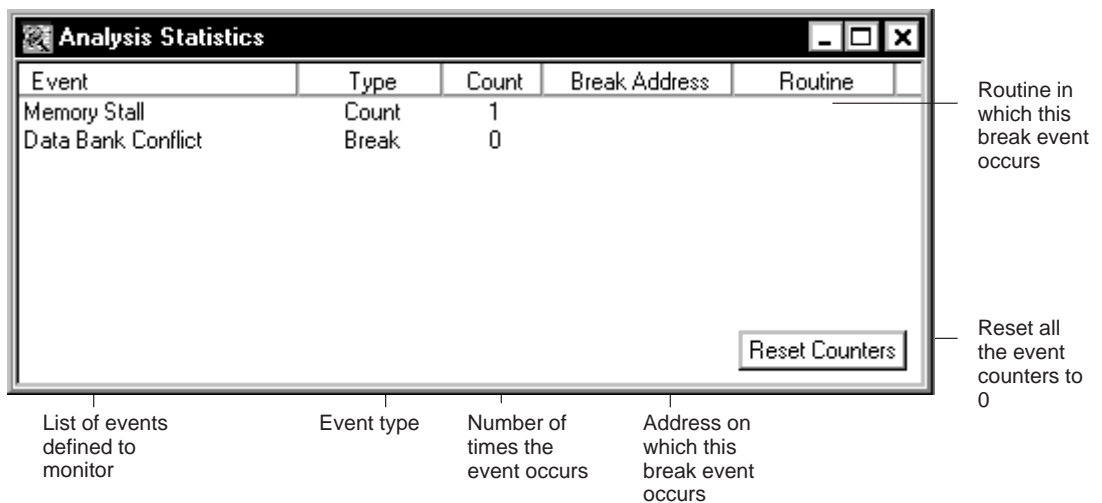 Analysis Statistics
Event Type Count Break Address Routine
Memory Stall Count 1
Data Bank Conflict Break 0
Routine in
which this
break event
occurs
Reset Counters
Reset all
the event
counters to
0
List of events
defined to
monitor
Event type
Number of
times the
event occurs
Address on
which this
break event
occurs